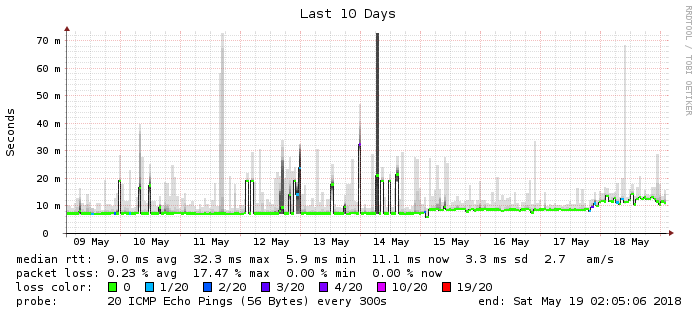 Last 10 Days
RRDTOOL / TOBI OETIKER
Seconds
70 m
60 m
50 m
40 m
30 m
20 m
10 m
0
09 May 10 May 11 May 12 May 13 May 14 May 15 May 16 May 17 May 18 May
median rtt: 9.0 ms avg 32.3 ms max 5.9 ms min 11.1 ms now 3.3 ms sd 2.7 am/s
packet loss: 0.23 % avg 17.47 % max 0.00 % min 0.00 % now
loss color: 0 1/20 2/20 3/20 4/20 10/20 19/20
probe: 20 ICMP Echo Pings (56 Bytes) every 300s end: Sat May 19 02:05:06 2018